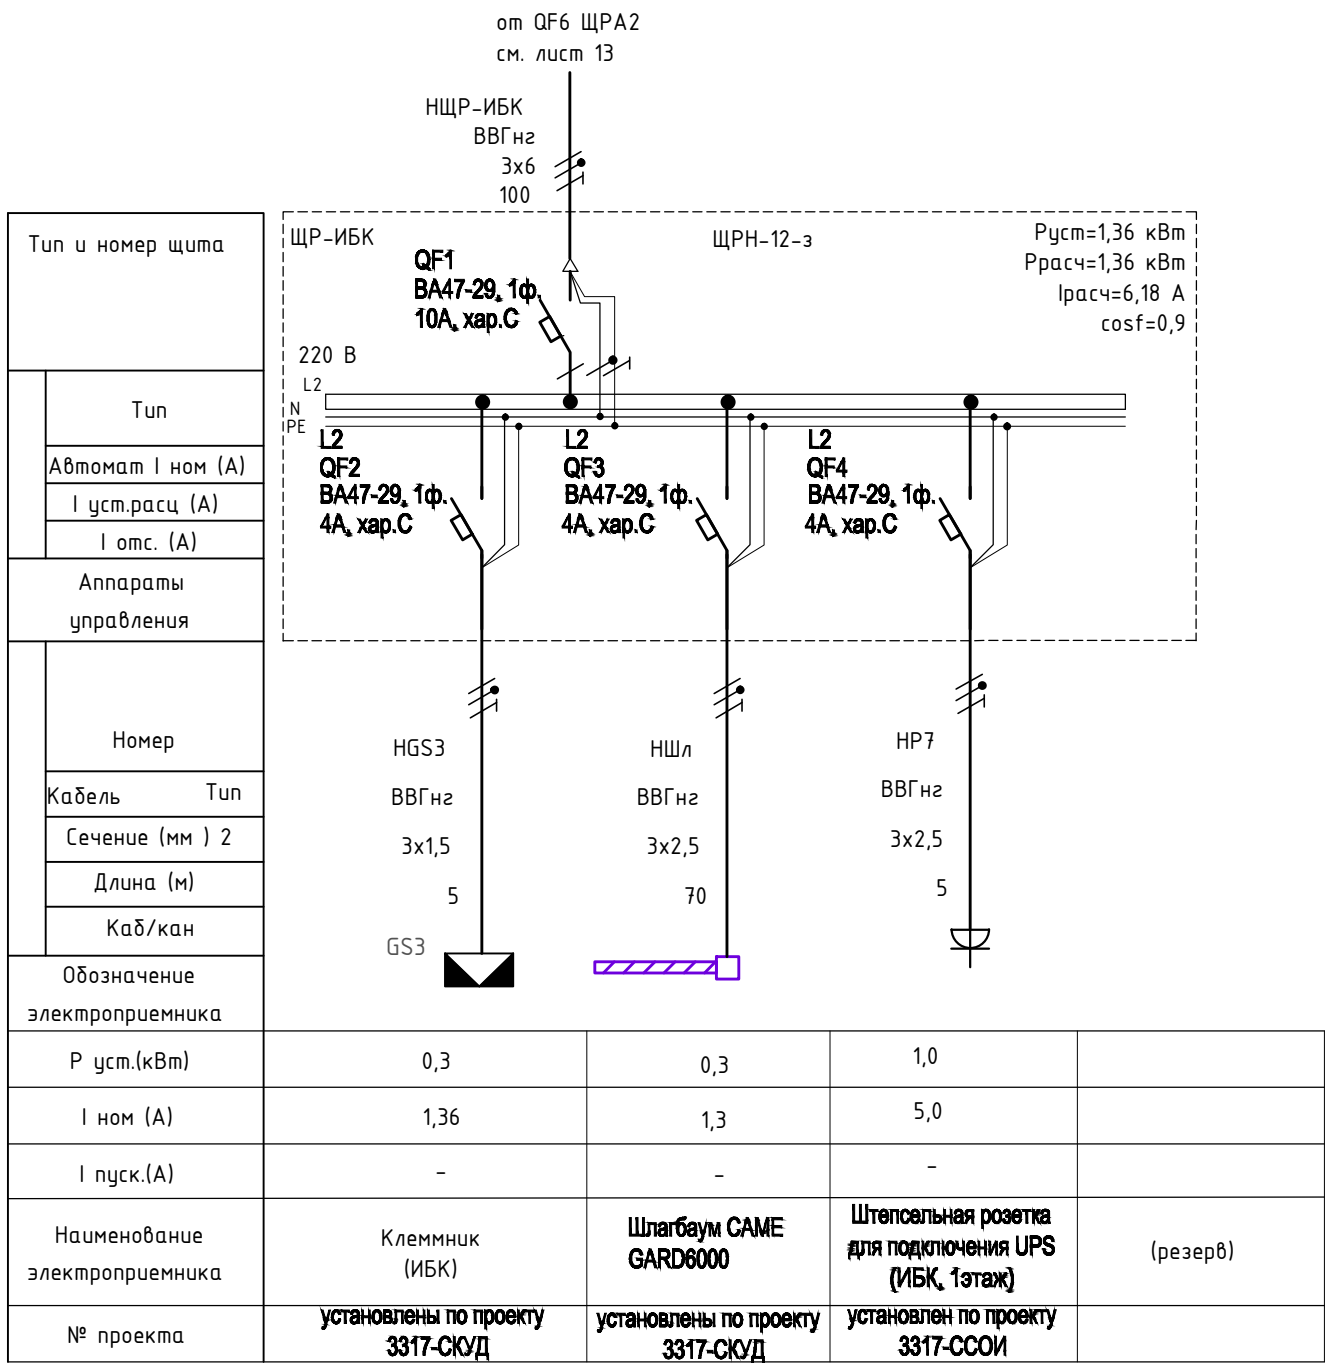 от QF6 ЩРА2
см. лист 13
НЩР-ИБК
ВВГнг
3х6
100
Тип и номер щита
ЩР-ИБК
ЩРН-12-з
Руст=1,36 кВт
Ррасч=1,36 кВт
Iрасч=6,18 А
cosf=0,9
QF1
ВА47-29, 1ф.
10А, хар.С
220 В
L2
N
PE
Тип
Автомат I ном (А)
I уст.расц (А)
I отс. (А)
Аппараты
управления
L2
QF2
ВА47-29, 1ф.
4А, хар.С
L2
QF3
ВА47-29, 1ф.
4А, хар.С
L2
QF4
ВА47-29, 1ф.
4А, хар.С
Номер
НGS3
НШл
НР7
Кабель Тип
ВВГнг
ВВГнг
ВВГнг
Сечение (мм ) 2
3х1,5
3х2,5
3х2,5
Длина (м)
5
70
5
Каб/кан
GS3
Обозначение
электроприемника
Р уст.(кВт)
0,3
0,3
1,0
I ном (А)
1,36
1,3
5,0
I пуск.(А)
-
-
-
Наименование
электроприемника
Клеммник
(ИБК)
Шлагбаум CAME
GARD6000
Штепсельная розетка
для подключения UPS
(ИБК, 1этаж)
(резерв)
№ проекта
установлены по проекту
3317-СКУД
установлены по проекту
3317-СКУД
установлен по проекту
3317-ССОИ